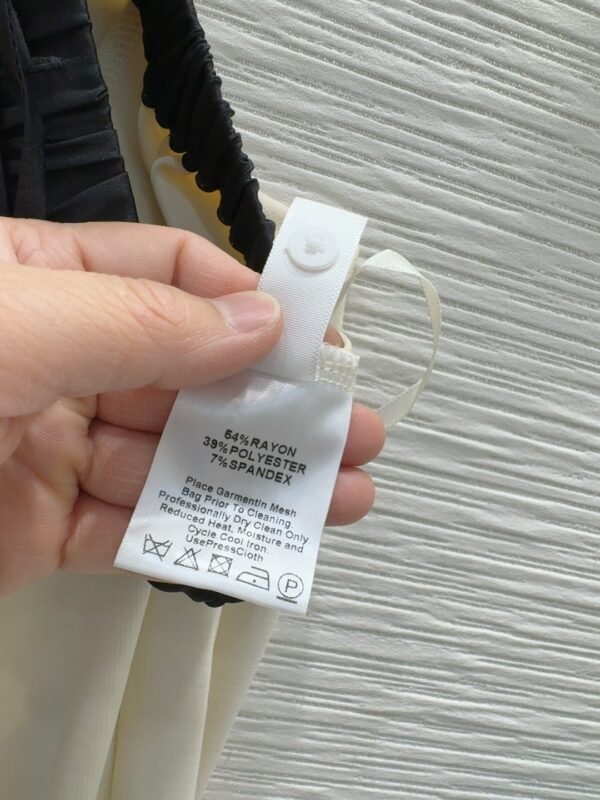 54%RAYON
39%POLYESTER
7%SPANDEX
Place GarmentIn Mesh
Bag Prior To Cleaning.
Professionally Dry Clean Only.
Reduced Heat, Moisture and
Cycle.Cool Iron.
UsePressCloth
P